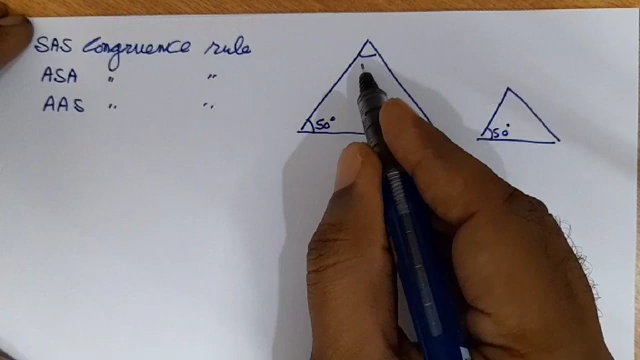 SAS Congruence rule
ASA " "
AAS " "
50°
50°